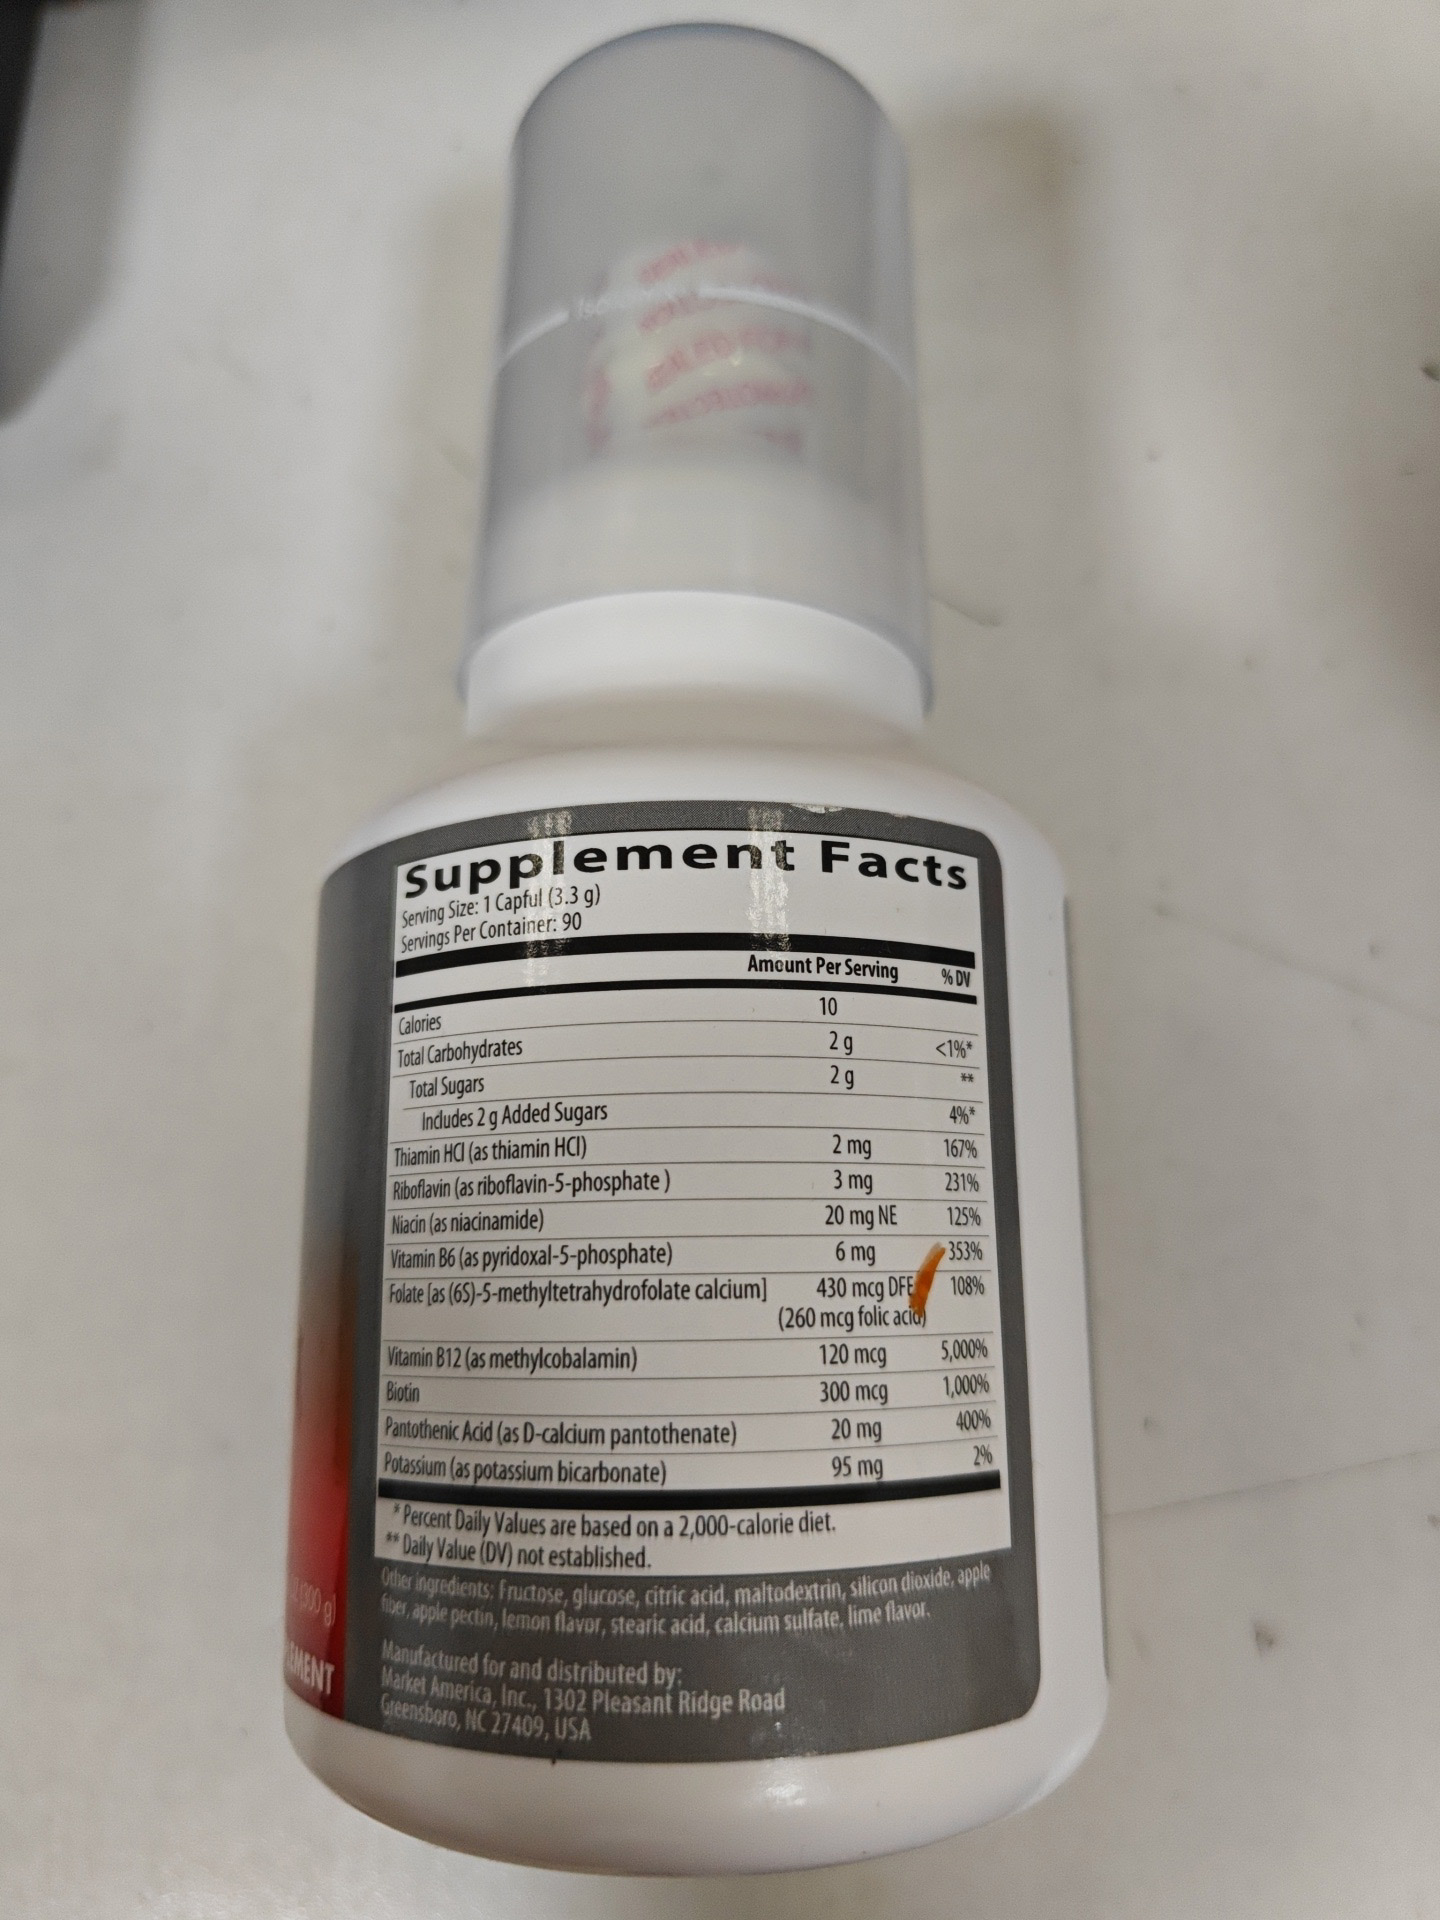 Supplement Facts
Serving Size: 1 Capful (3.3 g)
Servings Per Container: 90
Amount Per Serving % DV
Calories 10
Total Carbohydrates 2 g <1%*
Total Sugars 2 g **
Includes 2 g Added Sugars 4%*
Thiamin HCl (as thiamin HCl) 2 mg 167%
Riboflavin (as riboflavin-5-phosphate ) 3 mg 231%
Niacin (as niacinamide) 20 mg NE 125%
Vitamin B6 (as pyridoxal-5-phosphate) 6 mg 353%
Folate [as (6S)-5-methyltetrahydrofolate calcium] 430 mcg DFE 108%
(260 mcg folic acid)
Vitamin B12 (as methylcobalamin) 120 mcg 5,000%
Biotin 300 mcg 1,000%
Pantothenic Acid (as D-calcium pantothenate) 20 mg 400%
Potassium (as potassium bicarbonate) 95 mg 2%
* Percent Daily Values are based on a 2,000-calorie diet.
** Daily Value (DV) not established.
Other ingredients: Fructose, glucose, citric acid, maltodextrin, silicon dioxide, apple
fiber, apple pectin, lemon flavor, stearic acid, calcium sulfate, lime flavor.
Manufactured for and distributed by:
Market America, Inc., 1302 Pleasant Ridge Road
Greensboro, NC 27409, USA
(300 g)